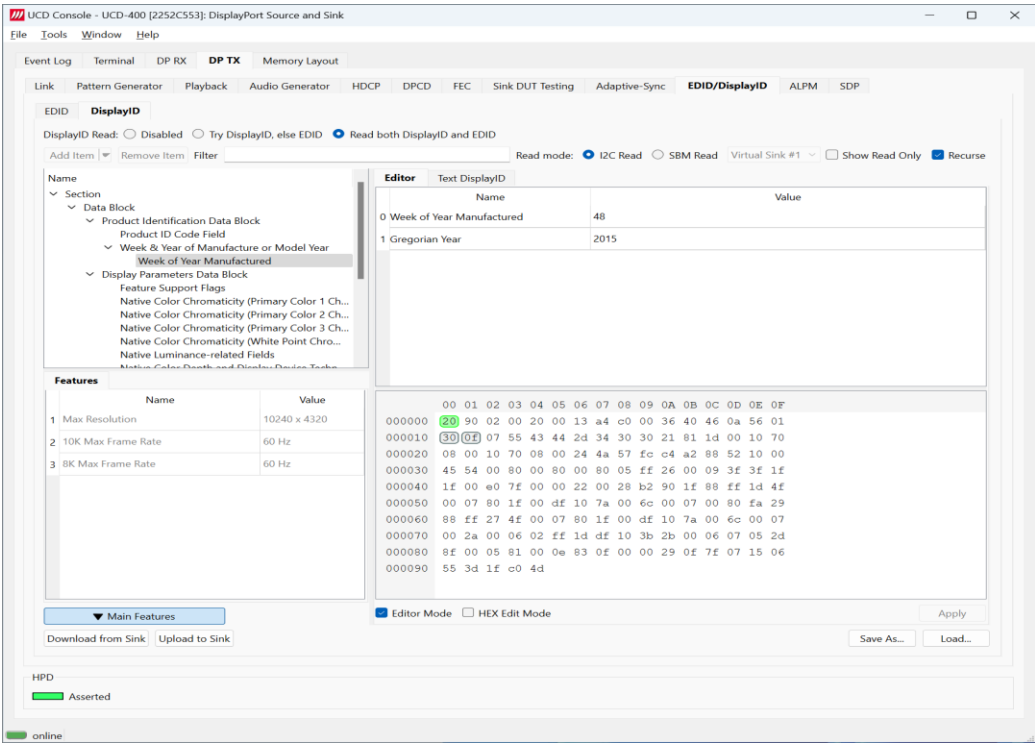 UCD Console - UCD-400 [2252C553]: DisplayPort Source and Sink
File Tools Window Help
Event Log Terminal DP RX DP TX Memory Layout
Link Pattern Generator Playback Audio Generator HDCP DPCD FEC Sink DUT Testing Adaptive-Sync EDID/DisplayID ALPM SDP
EDID DisplayID
DisplayID Read: Disabled Try DisplayID, else EDID Read both DisplayID and EDID
Add Item Remove Item Filter Read mode: I2C Read SBM Read Virtual Sink #1 Show Read Only Recurse
Name
Section
Data Block
Product Identification Data Block
Product ID Code Field
Week & Year of Manufacture or Model Year
Week of Year Manufactured
Display Parameters Data Block
Feature Support Flags
Native Color Chromaticity (Primary Color 1 Ch...
Native Color Chromaticity (Primary Color 2 Ch...
Native Color Chromaticity (Primary Color 3 Ch...
Native Color Chromaticity (White Point Chro...
Native Luminance-related Fields
Native Color Depth and Display Device Techn
Editor Text DisplayID
Name Value
0 Week of Year Manufactured 48
1 Gregorian Year 2015
Features
Name Value
1 Max Resolution 10240 x 4320
2 10K Max Frame Rate 60 Hz
3 8K Max Frame Rate 60 Hz
00 01 02 03 04 05 06 07 08 09 0A 0B 0C 0D 0E 0F
000000 20 90 02 00 20 00 13 a4 c0 00 36 40 46 0a 56 01
000010 30 0f 07 55 43 44 2d 34 30 30 21 81 1d 00 10 70
000020 08 00 10 70 08 00 24 4a 57 fc c4 a2 88 52 10 00
000030 45 54 00 80 00 80 00 80 05 ff 26 00 09 3f 3f 1f
000040 1f 00 e0 7f 00 00 22 00 28 b2 90 1f 88 ff 1d 4f
000050 00 07 80 1f 00 df 10 7a 00 6c 00 07 00 80 fa 29
000060 88 ff 27 4f 00 07 80 1f 00 df 10 7a 00 6c 00 07
000070 00 2a 00 06 02 ff 1d df 10 3b 2b 00 06 07 05 2d
000080 8f 00 05 81 00 0e 83 0f 00 00 29 0f 7f 07 15 06
000090 55 3d 1f c0 4d
Main Features
Editor Mode HEX Edit Mode Apply
Download from Sink Upload to Sink Save As... Load...
HPD
Asserted
online